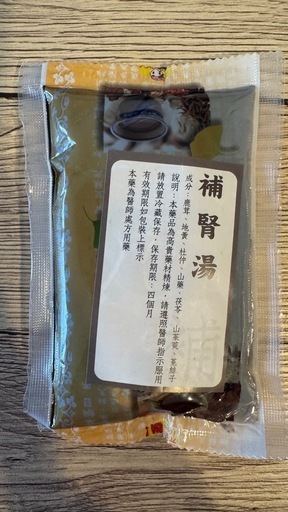 補腎湯
成分：鹿茸、地黃、杜仲、山藥、茯苓、山茱萸、菟絲子
說明：本藥品為高貴藥材精煉，請遵照醫師指示服用
請放置冷藏保存，保存期限：四個月
有效期限如包裝上標示
本藥為醫師處方用藥